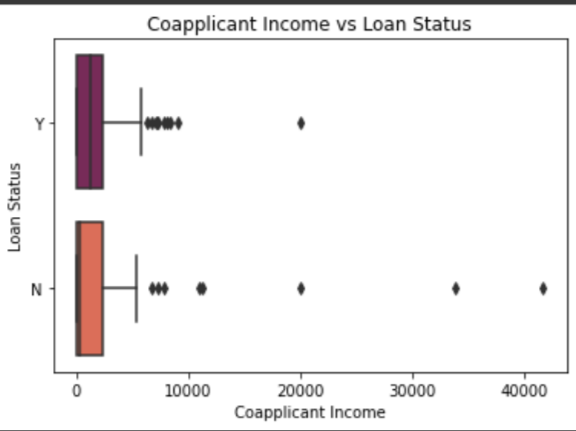 Coapplicant Income vs Loan Status
Loan Status
Y
N
0 10000 20000 30000 40000
Coapplicant Income